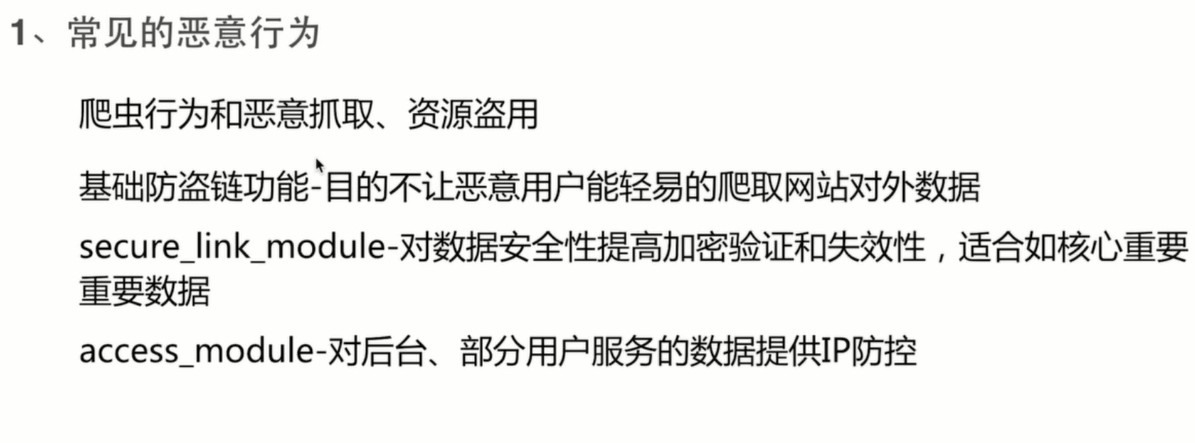 1、常见的恶意行为
爬虫行为和恶意抓取、资源盗用
基础防盗链功能-目的不让恶意用户能轻易的爬取网站对外数据
secure_link_module-对数据安全性提高加密验证和失效性，适合如核心重要
重要数据
access_module-对后台、部分用户服务的数据提供IP防控